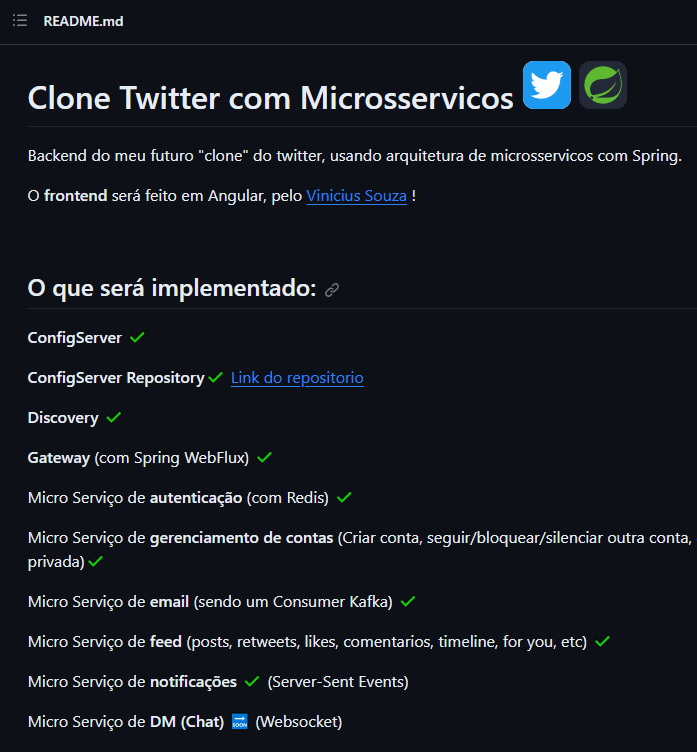 README.md
Clone Twitter com Microsservicos
Backend do meu futuro "clone" do twitter, usando arquitetura de microsservicos com Spring.
O frontend será feito em Angular, pelo Vinicius Souza !
O que será implementado:
ConfigServer ✓
ConfigServer Repository ✓ Link do repositorio
Discovery ✓
Gateway (com Spring WebFlux) ✓
Micro Serviço de autenticação (com Redis) ✓
Micro Serviço de gerenciamento de contas (Criar conta, seguir/bloquear/silenciar outra conta,
privada) ✓
Micro Serviço de email (sendo um Consumer Kafka) ✓
Micro Serviço de feed (posts, retweets, likes, comentarios, timeline, for you, etc) ✓
Micro Serviço de notificações ✓ (Server-Sent Events)
Micro Serviço de DM (Chat) 🔜 (Websocket)